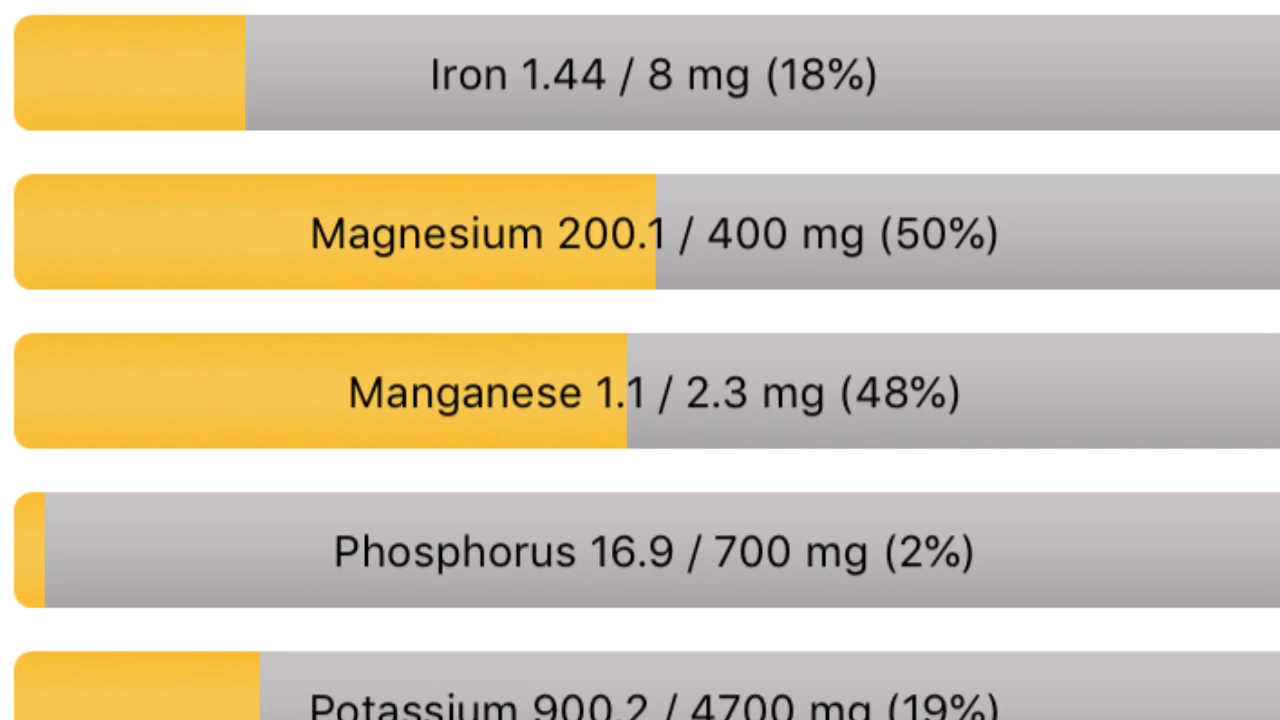 Iron 1.44 / 8 mg (18%)
Magnesium 200.1 / 400 mg (50%)
Manganese 1.1 / 2.3 mg (48%)
Phosphorus 16.9 / 700 mg (2%)
Potassium 900.2 / 4700 mg (19%)